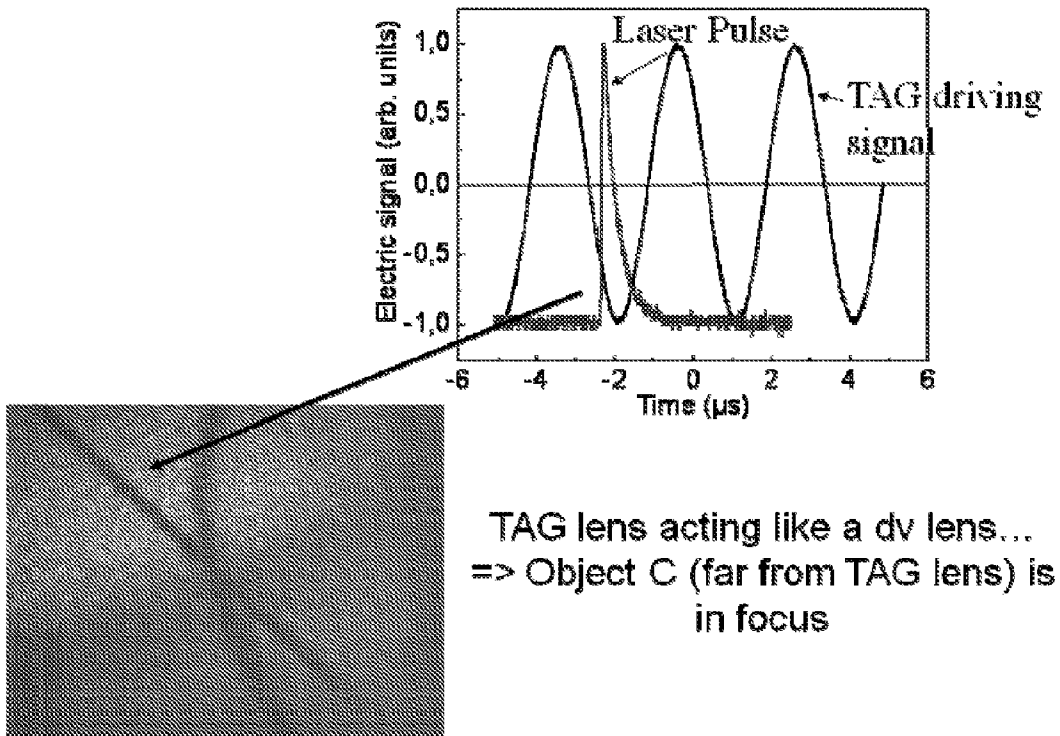 Laser Pulse
TAG driving
signal
Electric signal (arb. units)
1,0
0,5
0,0
-0,5
-1,0
-6 -4 -2 0 2 4 6
Time (µs)
TAG lens acting like a dv lens...
=> Object C (far from TAG lens) is
in focus